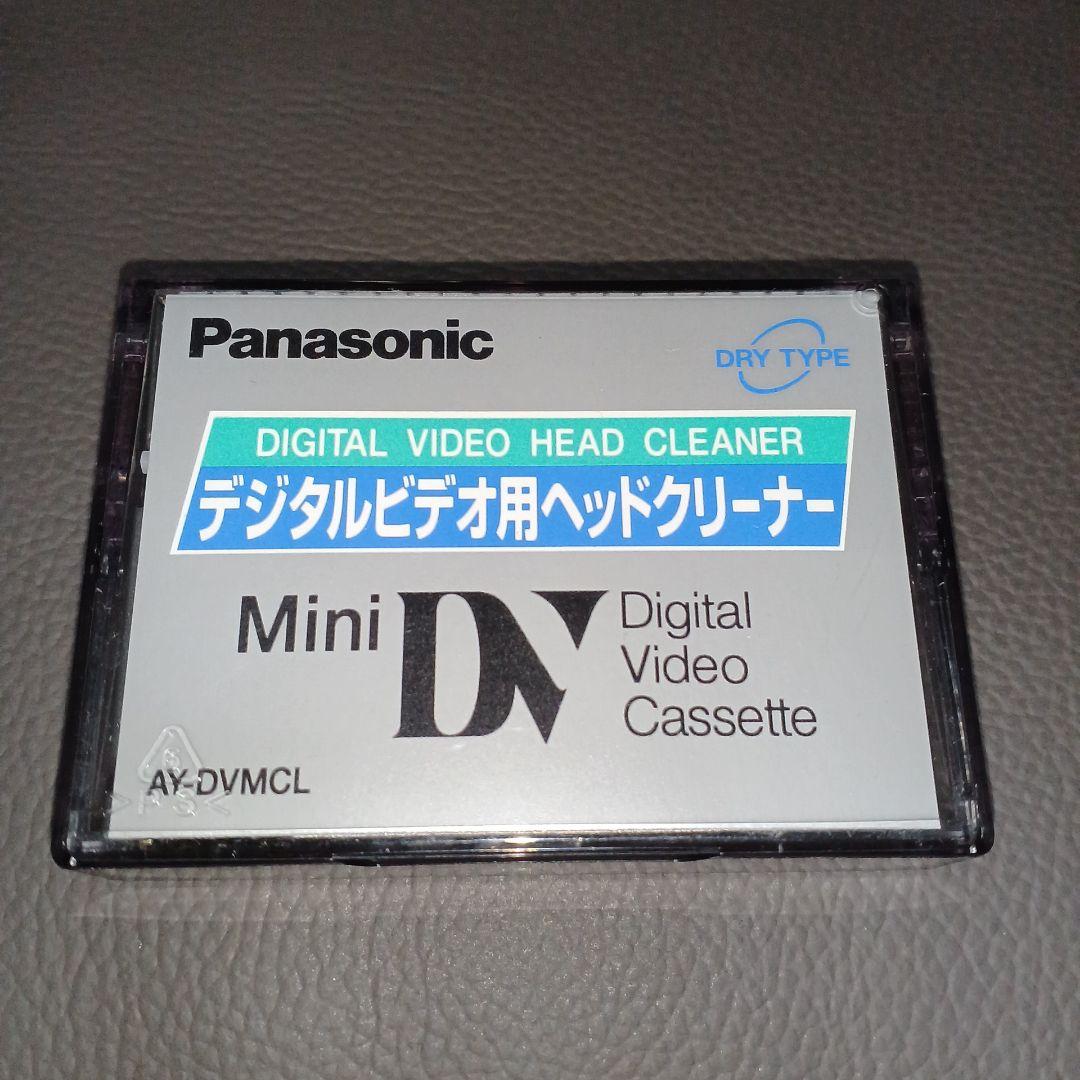 Panasonic
DRY TYPE
DIGITAL VIDEO HEAD CLEANER
デジタルビデオ用ヘッドクリーナー
Mini DV Digital
Video
Cassette
AY-DVMCL
>PS<